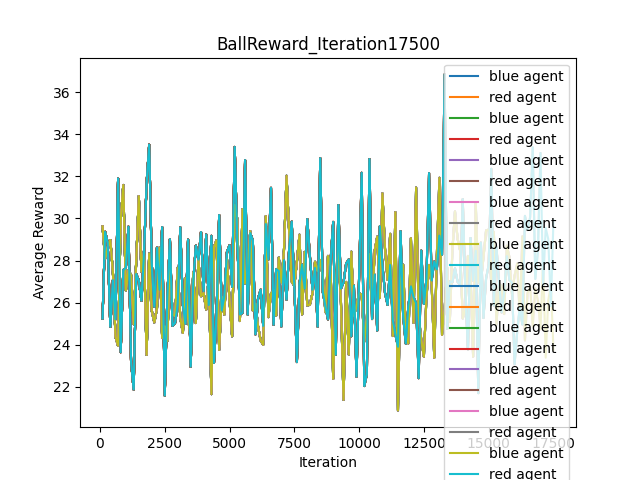 BallReward_Iteration17500
Average Reward
36
34
32
30
28
26
24
22
0 2500 5000 7500 10000 12500 15000 17500
Iteration
blue agent
red agent
blue agent
red agent
blue agent
red agent
blue agent
red agent
blue agent
red agent
blue agent
red agent
blue agent
red agent
blue agent
red agent
blue agent
red agent
blue agent
red agent